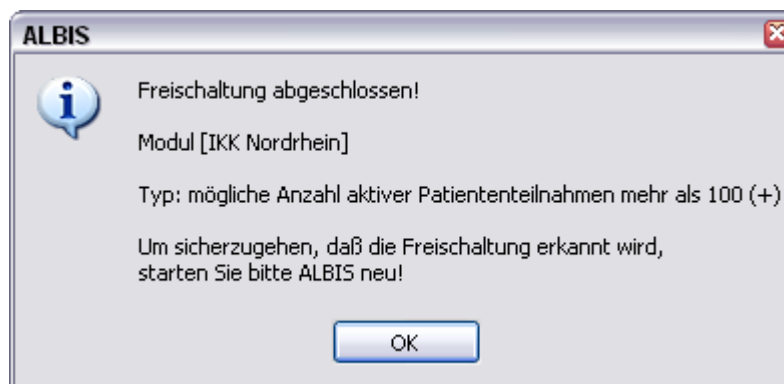 ALBIS
Freischaltung abgeschlossen!
Modul [IKK Nordrhein]
Typ: mögliche Anzahl aktiver Patiententeilnahmen mehr als 100 (+)
Um sicherzugehen, daß die Freischaltung erkannt wird,
starten Sie bitte ALBIS neu!
OK